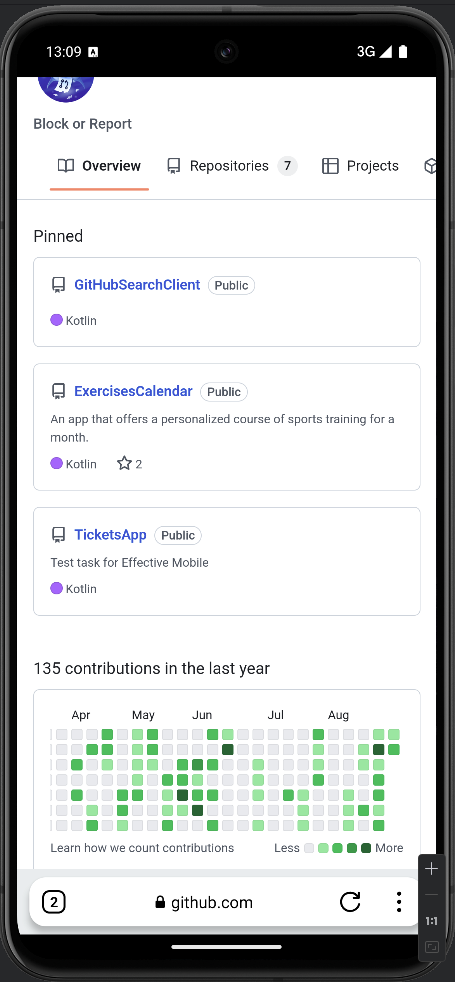 13:09 A 3G
Block or Report
Overview Repositories 7 Projects
Pinned
GitHubSearchClient Public
Kotlin
ExercisesCalendar Public
An app that offers a personalized course of sports training for a
month.
Kotlin 2
TicketsApp Public
Test task for Effective Mobile
Kotlin
135 contributions in the last year
Apr May Jun Jul Aug
Learn how we count contributions Less More
2 github.com
1:1